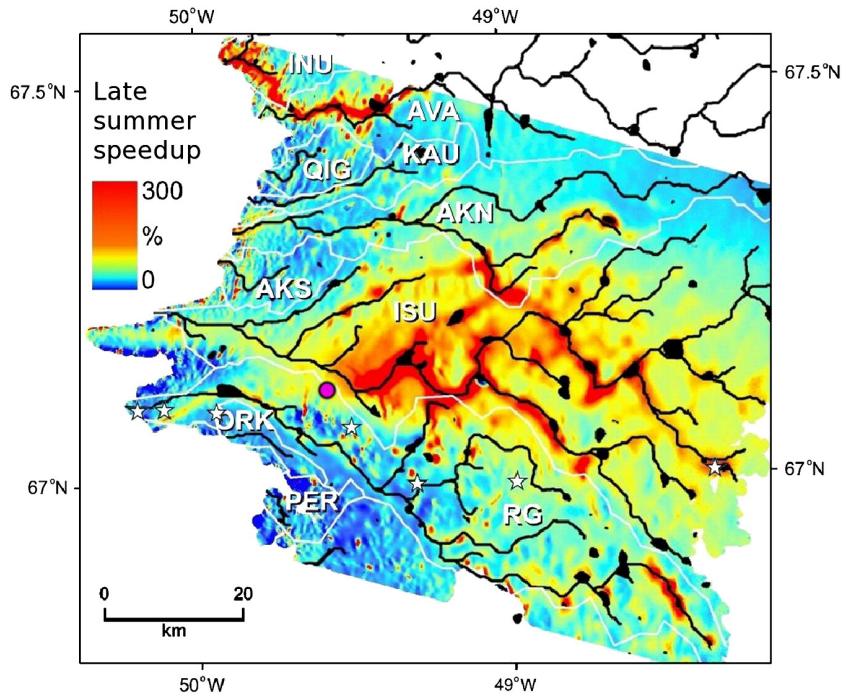 50°W 49°W
INU
67.5°N
67.5°N
Late
summer
speedup
AVA
KAU
QIG
300
%
0
AKN
AKS
ISU
ORK
67°N
67°N
PER
RG
0 20
km
50°W 49°W